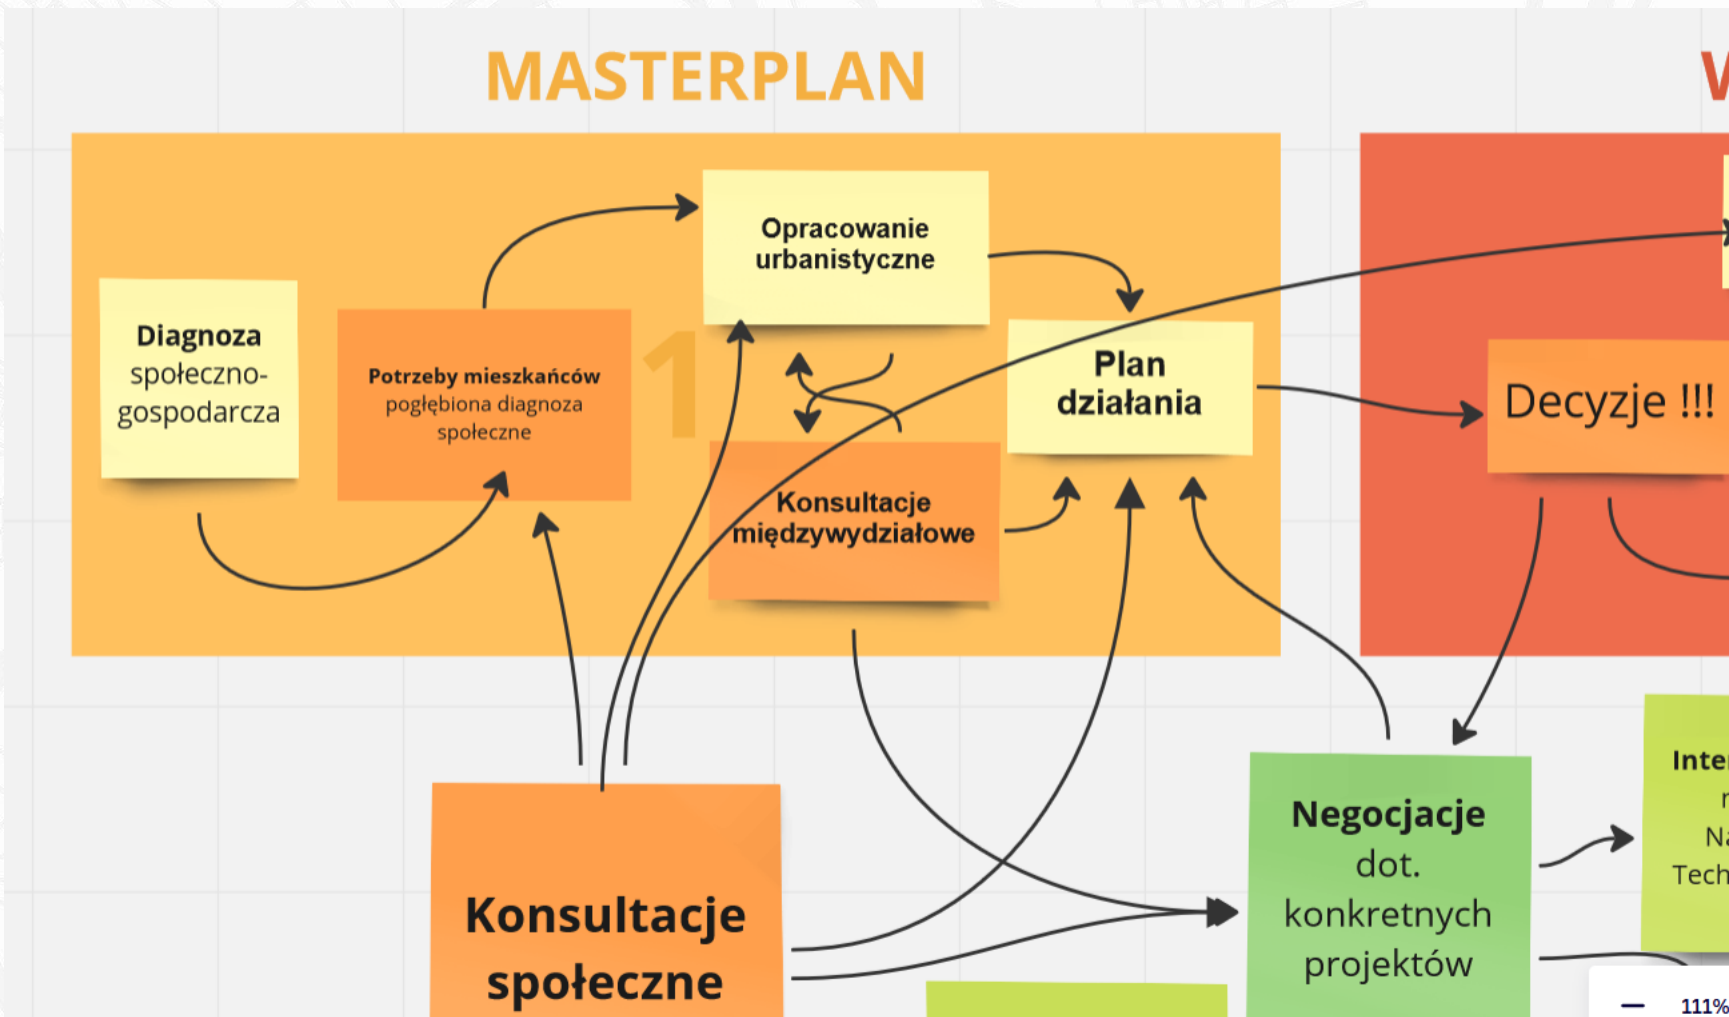 MASTERPLAN
Opracowanie
urbanistyczne
Diagnoza
społeczno-
gospodarcza
Potrzeby mieszkańców
pogłębiona diagnoza
społeczne
1
Plan
działania
Decyzje !!!
Konsultacje
międzywydziałowe
Konsultacje
społeczne
Negocjacje
dot.
konkretnych
projektów
111%